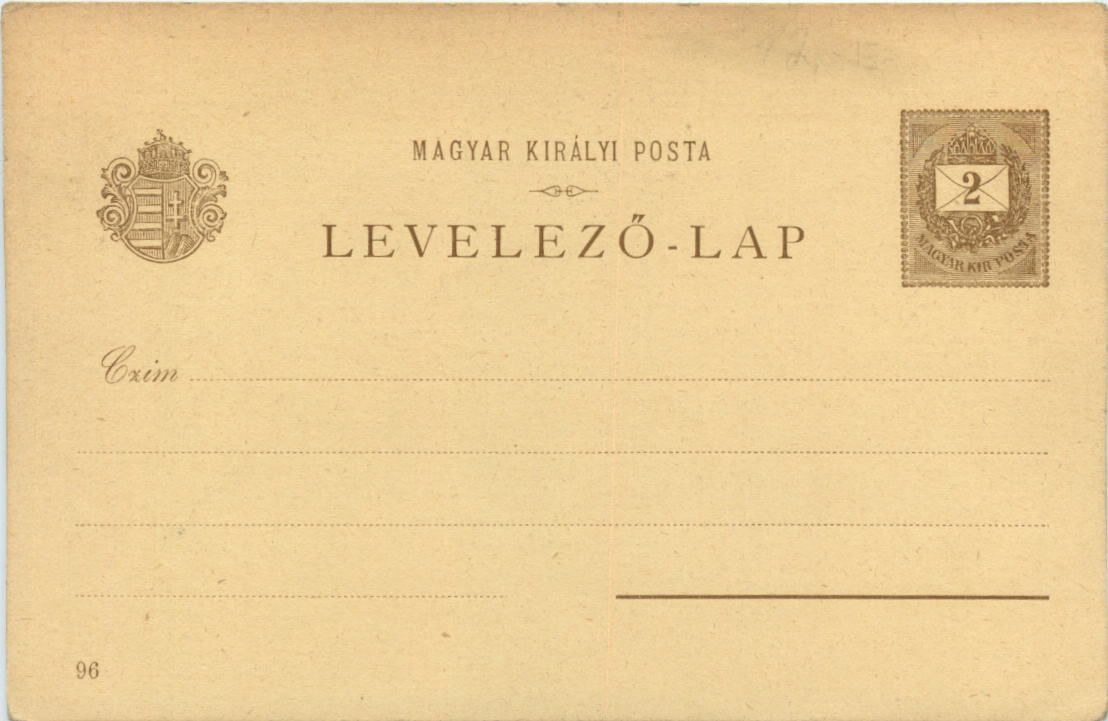 MAGYAR KIRÁLYI POSTA
LEVELEZŐ-LAP
2
MAGYAR KIR. POSTA
Czim
96